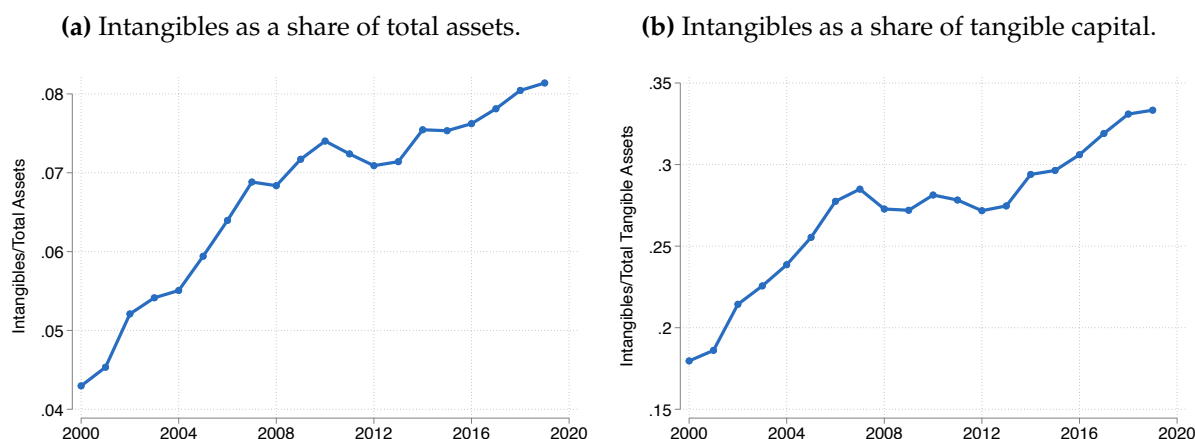 (a) Intangibles as a share of total assets.
Intangibles/Total Assets
.08
.07
.06
.05
.04
2000 2004 2008 2012 2016 2020
(b) Intangibles as a share of tangible capital.
Intangibles/Total Tangible Assets
.35
.3
.25
.2
.15
2000 2004 2008 2012 2016 2020